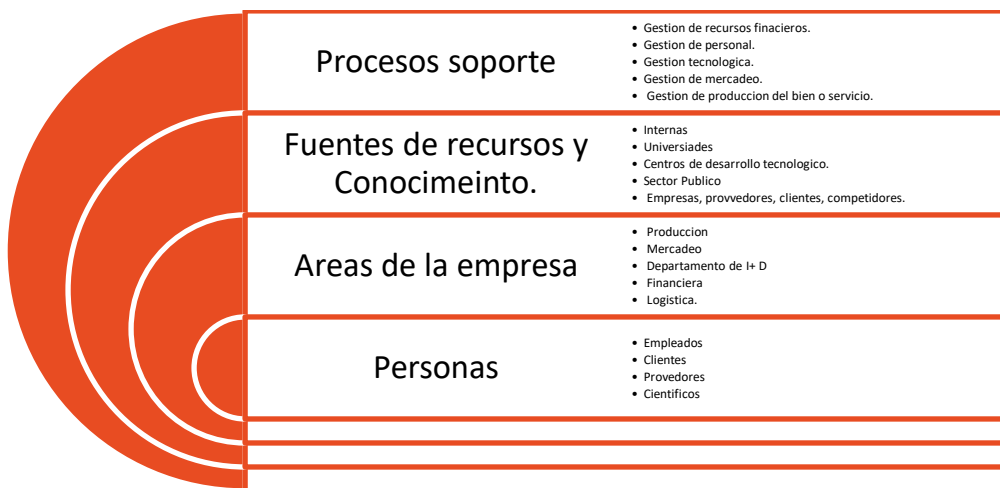 Procesos soporte
• Gestion de recursos finacieros.
• Gestion de personal.
• Gestion tecnologica.
• Gestion de mercadeo.
• Gestion de produccion del bien o servicio.
Fuentes de recursos y
Conocimeinto.
• Internas
• Universiades
• Centros de desarrollo tecnologico.
• Sector Publico
• Empresas, provvedores, clientes, competidores.
Areas de la empresa
• Produccion
• Mercadeo
• Departamento de I+ D
• Financiera
• Logistica.
Personas
• Empleados
• Clientes
• Provedores
• Cientificos